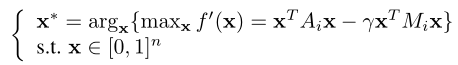 x* = arg_x{max_x f′(x) = x^T A_i x − γx^T M_i x}
s.t. x ∈ [0, 1]^n